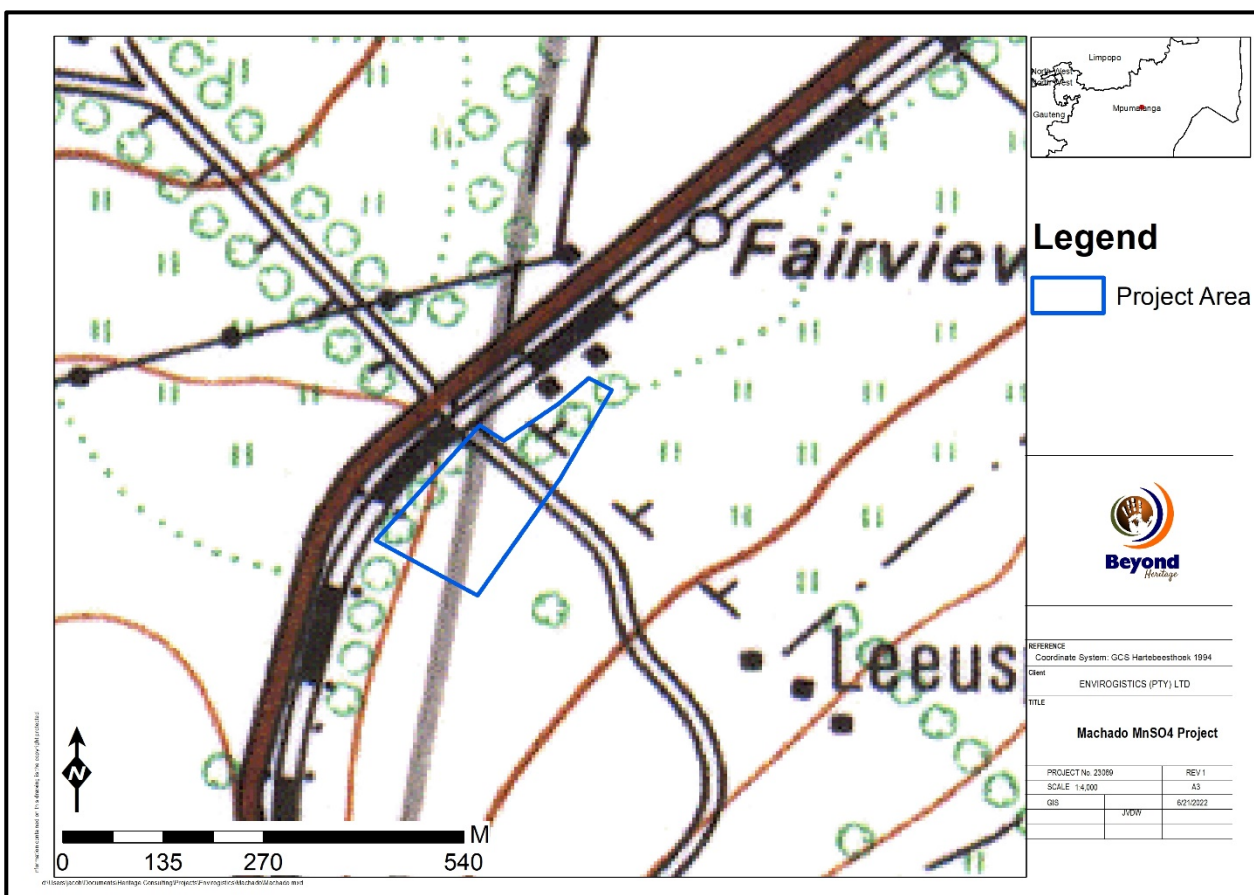 Fairview
Leeus
M
0 135 270 540
N
Limpopo
North West
North West
Gauteng
Mpumalanga
Legend
Project Area
Beyond
Heritage
REFERENCE
Coordinate System: GCS Hartebeesthoek 1994
Client
ENVIROGISTICS (PTY) LTD
TITLE
Machado MnSO4 Project
PROJECT No. 23069 REV 1
SCALE 1:4,000 A3
GIS JVDW 6/21/2022